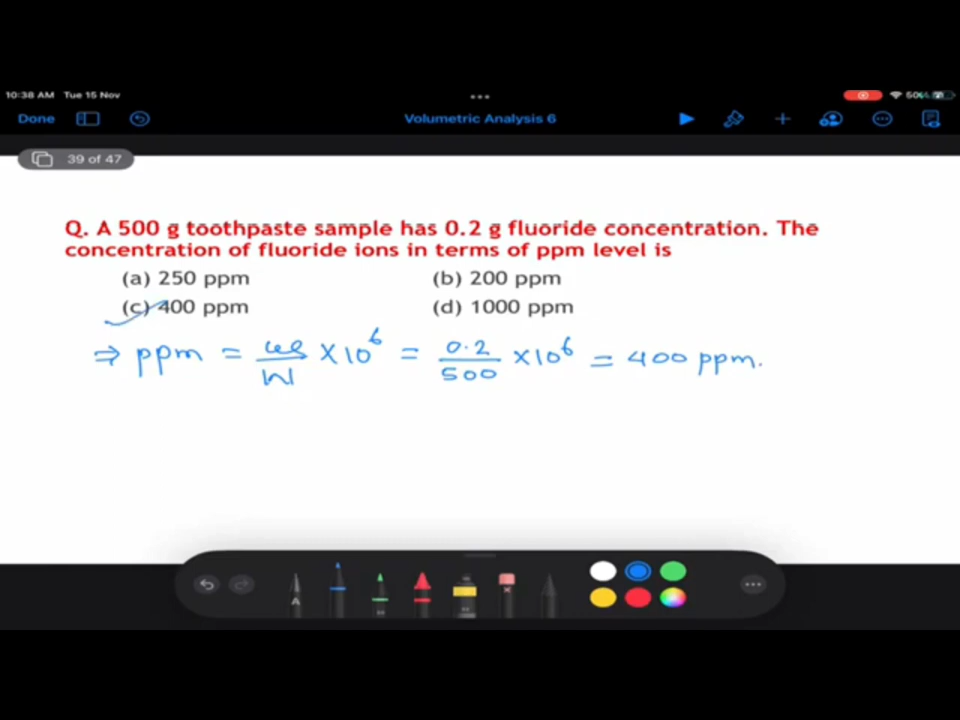 10:38 AM Tue 15 Nov
50%
Done
Volumetric Analysis 6
39 of 47
Q. A 500 g toothpaste sample has 0.2 g fluoride concentration. The
concentration of fluoride ions in terms of ppm level is
(a) 250 ppm (b) 200 ppm
(c) 400 ppm (d) 1000 ppm
⇒ ppm = ws/W × 10⁶ = 0.2/500 × 10⁶ = 400 ppm.